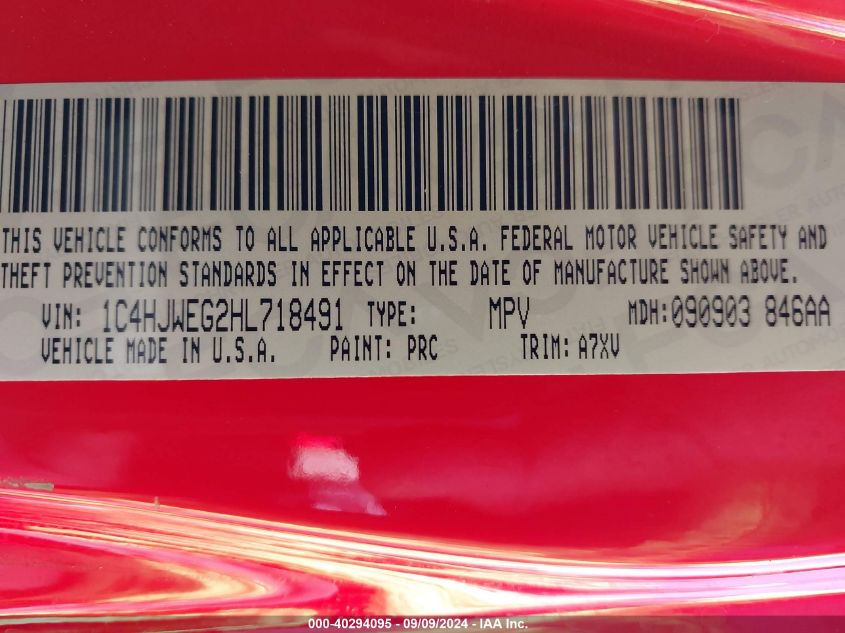 THIS VEHICLE CONFORMS TO ALL APPLICABLE U.S.A. FEDERAL MOTOR VEHICLE SAFETY AND
THEFT PREVENTION STANDARDS IN EFFECT ON THE DATE OF MANUFACTURE SHOWN ABOVE.
VIN: 1C4HJWEG2HL718491 TYPE: MPV MDH:090903 846AA
VEHICLE MADE IN U.S.A. PAINT: PRC TRIM: A7XV
000-40294095 - 09/09/2024 - IAA Inc.